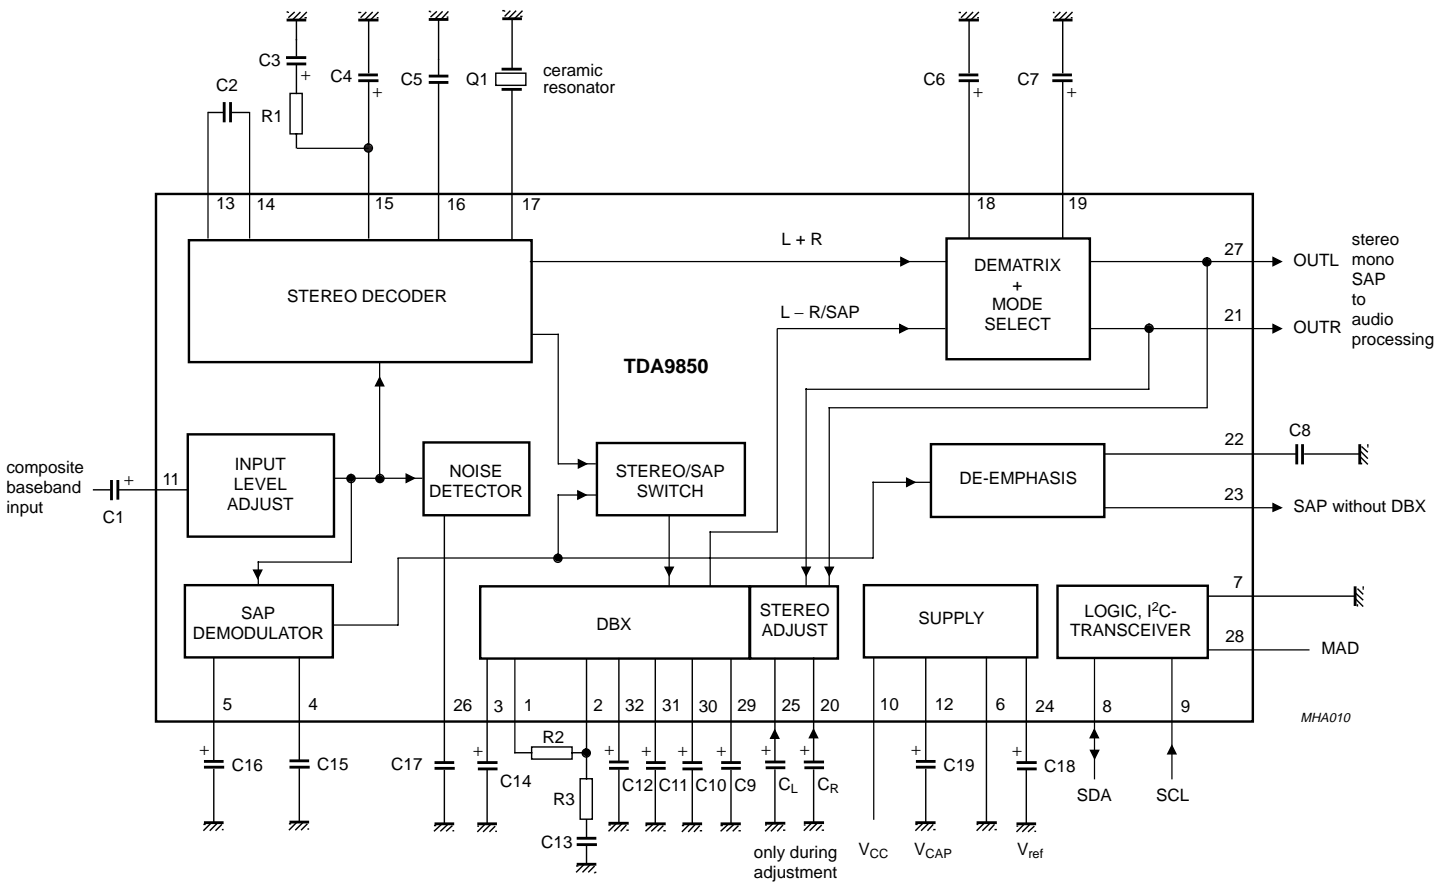 C3
+
C4
+
C5
Q1
ceramic
resonator
C6
+
C7
+
C2
R1
13
14
15
16
17
18
19
L + R
27
OUTL
stereo
mono
SAP
to
audio
processing
STEREO DECODER
DEMATRIX
+
MODE
SELECT
L − R/SAP
21
OUTR
TDA9850
composite
baseband
input
+
C1
11
INPUT
LEVEL
ADJUST
NOISE
DETECTOR
STEREO/SAP
SWITCH
DE-EMPHASIS
22
C8
23
SAP without DBX
SAP
DEMODULATOR
DBX
STEREO
ADJUST
SUPPLY
LOGIC, I²C-
TRANSCEIVER
7
28
MAD
5
4
26
3
1
2
32
31
30
29
25
20
10
12
6
24
8
9
MHA010
+
C16
C15
C17
+
C14
R2
R3
C13
+
C12
+
C11
+
C10
+
C9
+
CL
+
CR
+
C19
+
C18
SDA
SCL
only during
adjustment
VCC
VCAP
Vref